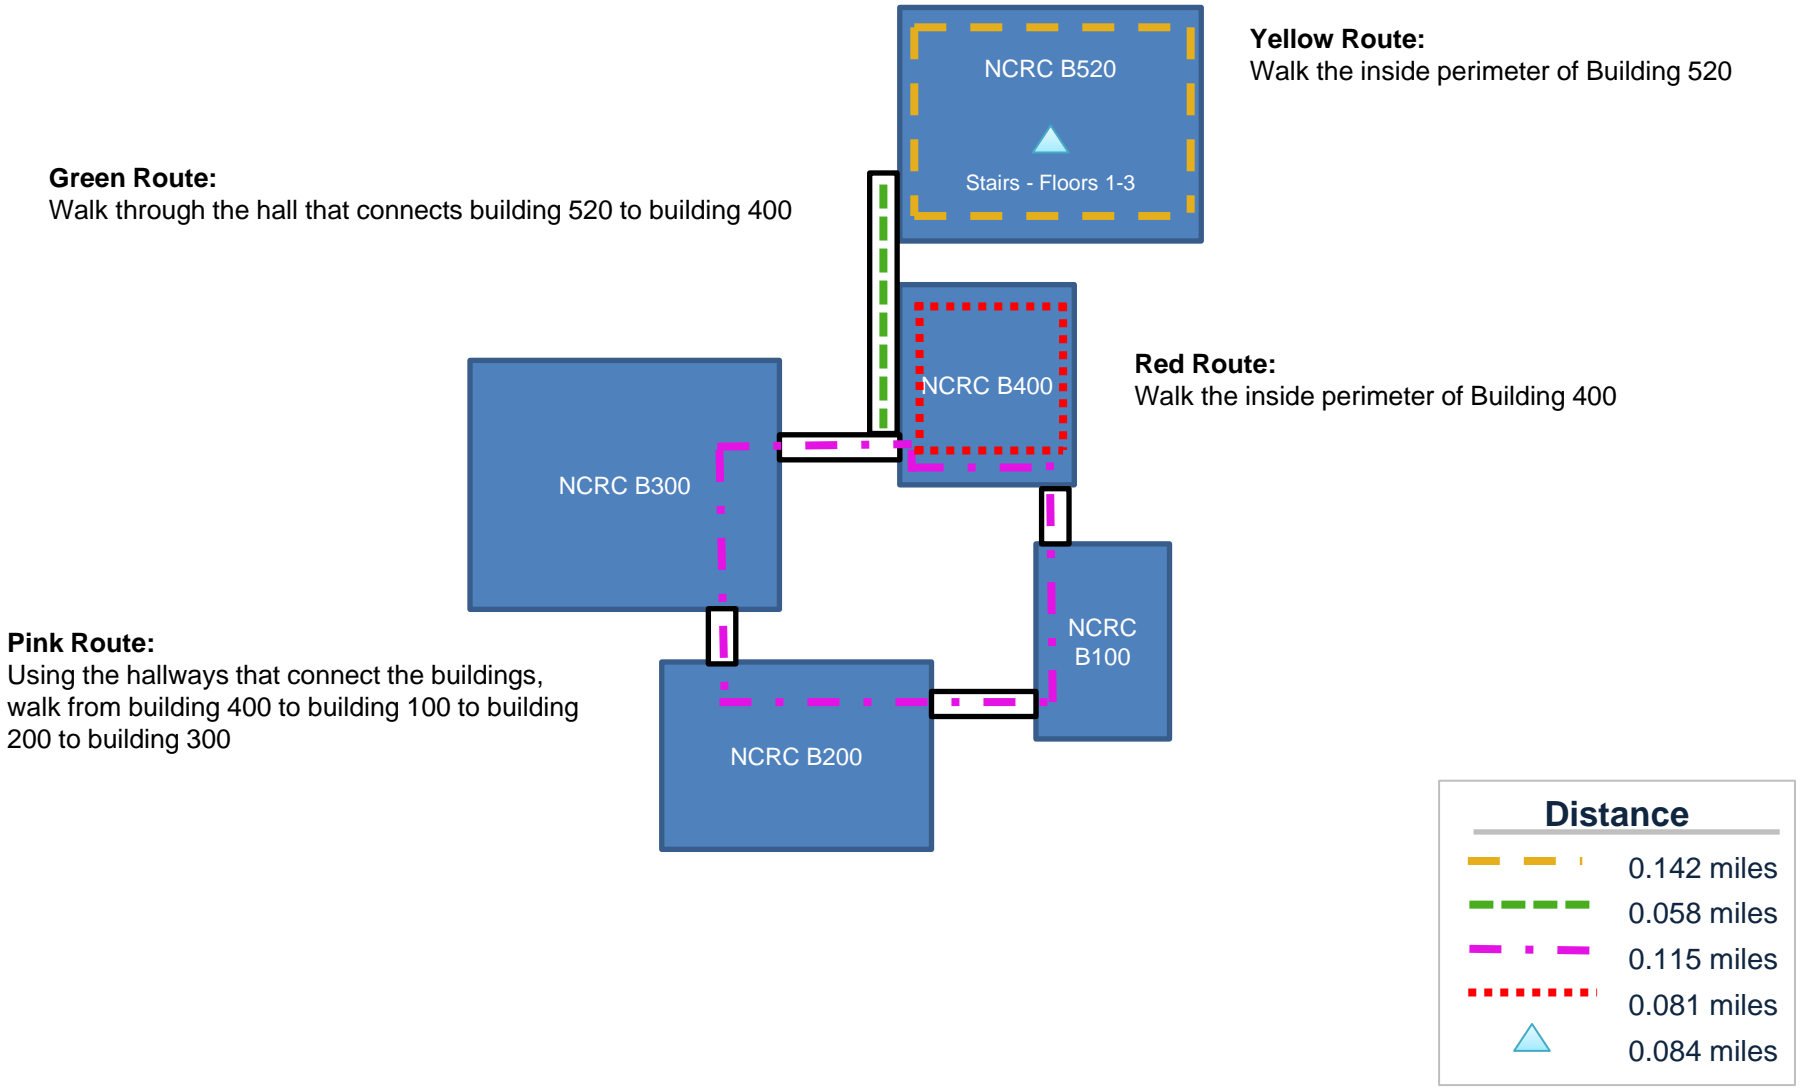 NCRC B520
Stairs - Floors 1-3
Yellow Route:
Walk the inside perimeter of Building 520
Green Route:
Walk through the hall that connects building 520 to building 400
NCRC B400
Red Route:
Walk the inside perimeter of Building 400
NCRC B300
NCRC
B100
Pink Route:
Using the hallways that connect the buildings,
walk from building 400 to building 100 to building
200 to building 300
NCRC B200
Distance
0.142 miles
0.058 miles
0.115 miles
0.081 miles
0.084 miles